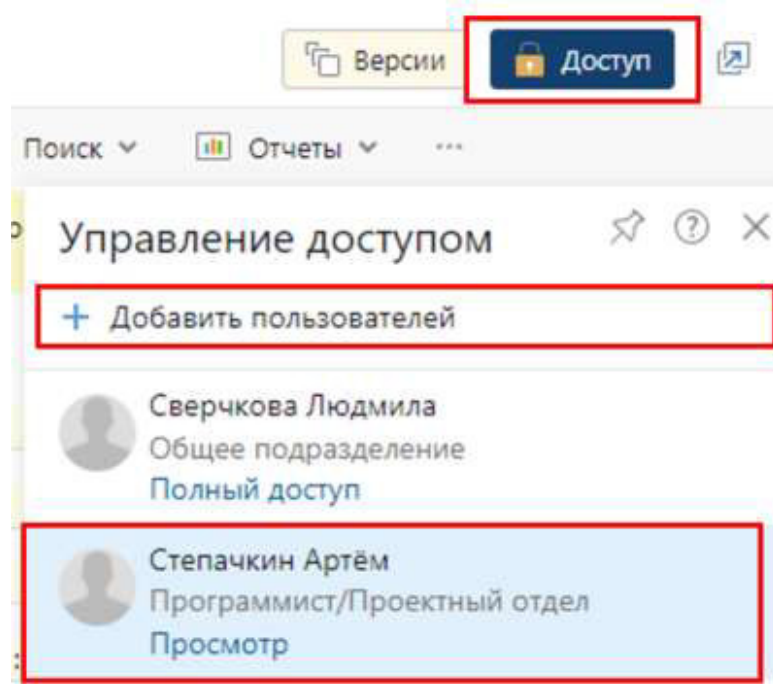 Версии Доступ
Поиск Отчеты ...
Управление доступом
+ Добавить пользователей
Сверчкова Людмила
Общее подразделение
Полный доступ
Степачкин Артём
Программист/Проектный отдел
Просмотр